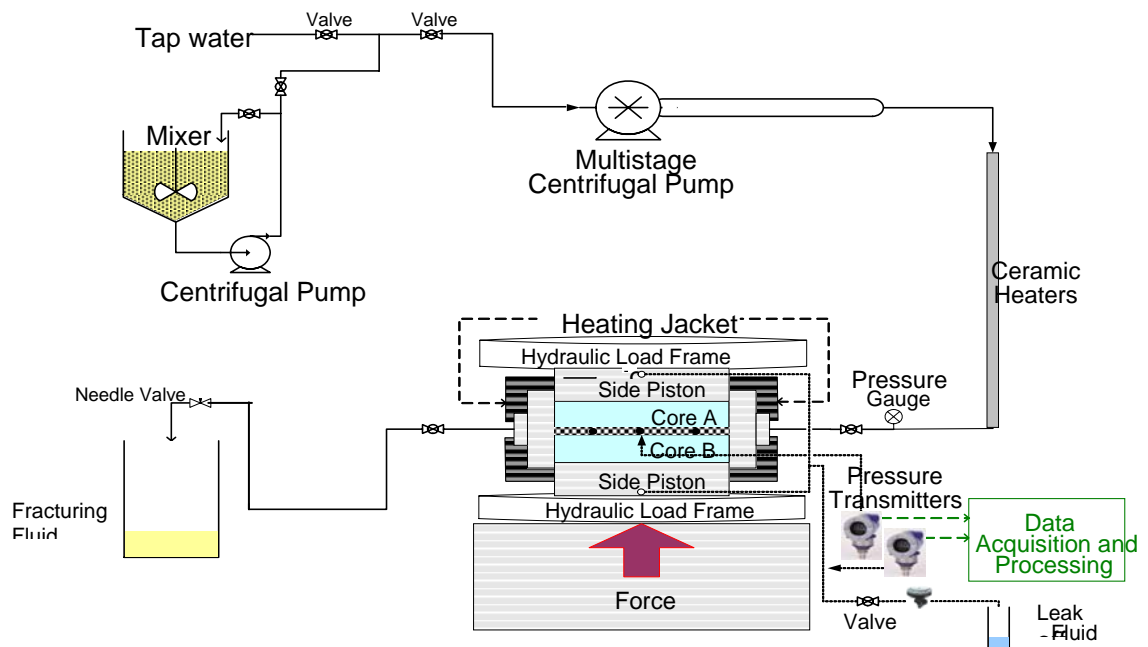 Valve
Valve
Tap water
Mixer
Multistage
Centrifugal Pump
Centrifugal Pump
Ceramic
Heaters
Heating Jacket
Hydraulic Load Frame
Side Piston
Pressure
Gauge
Needle Valve
Core A
Core B
Side Piston
Pressure
Transmitters
Fracturing
Fluid
Hydraulic Load Frame
Data
Acquisition and
Processing
Force
Valve
Leak
Fluid